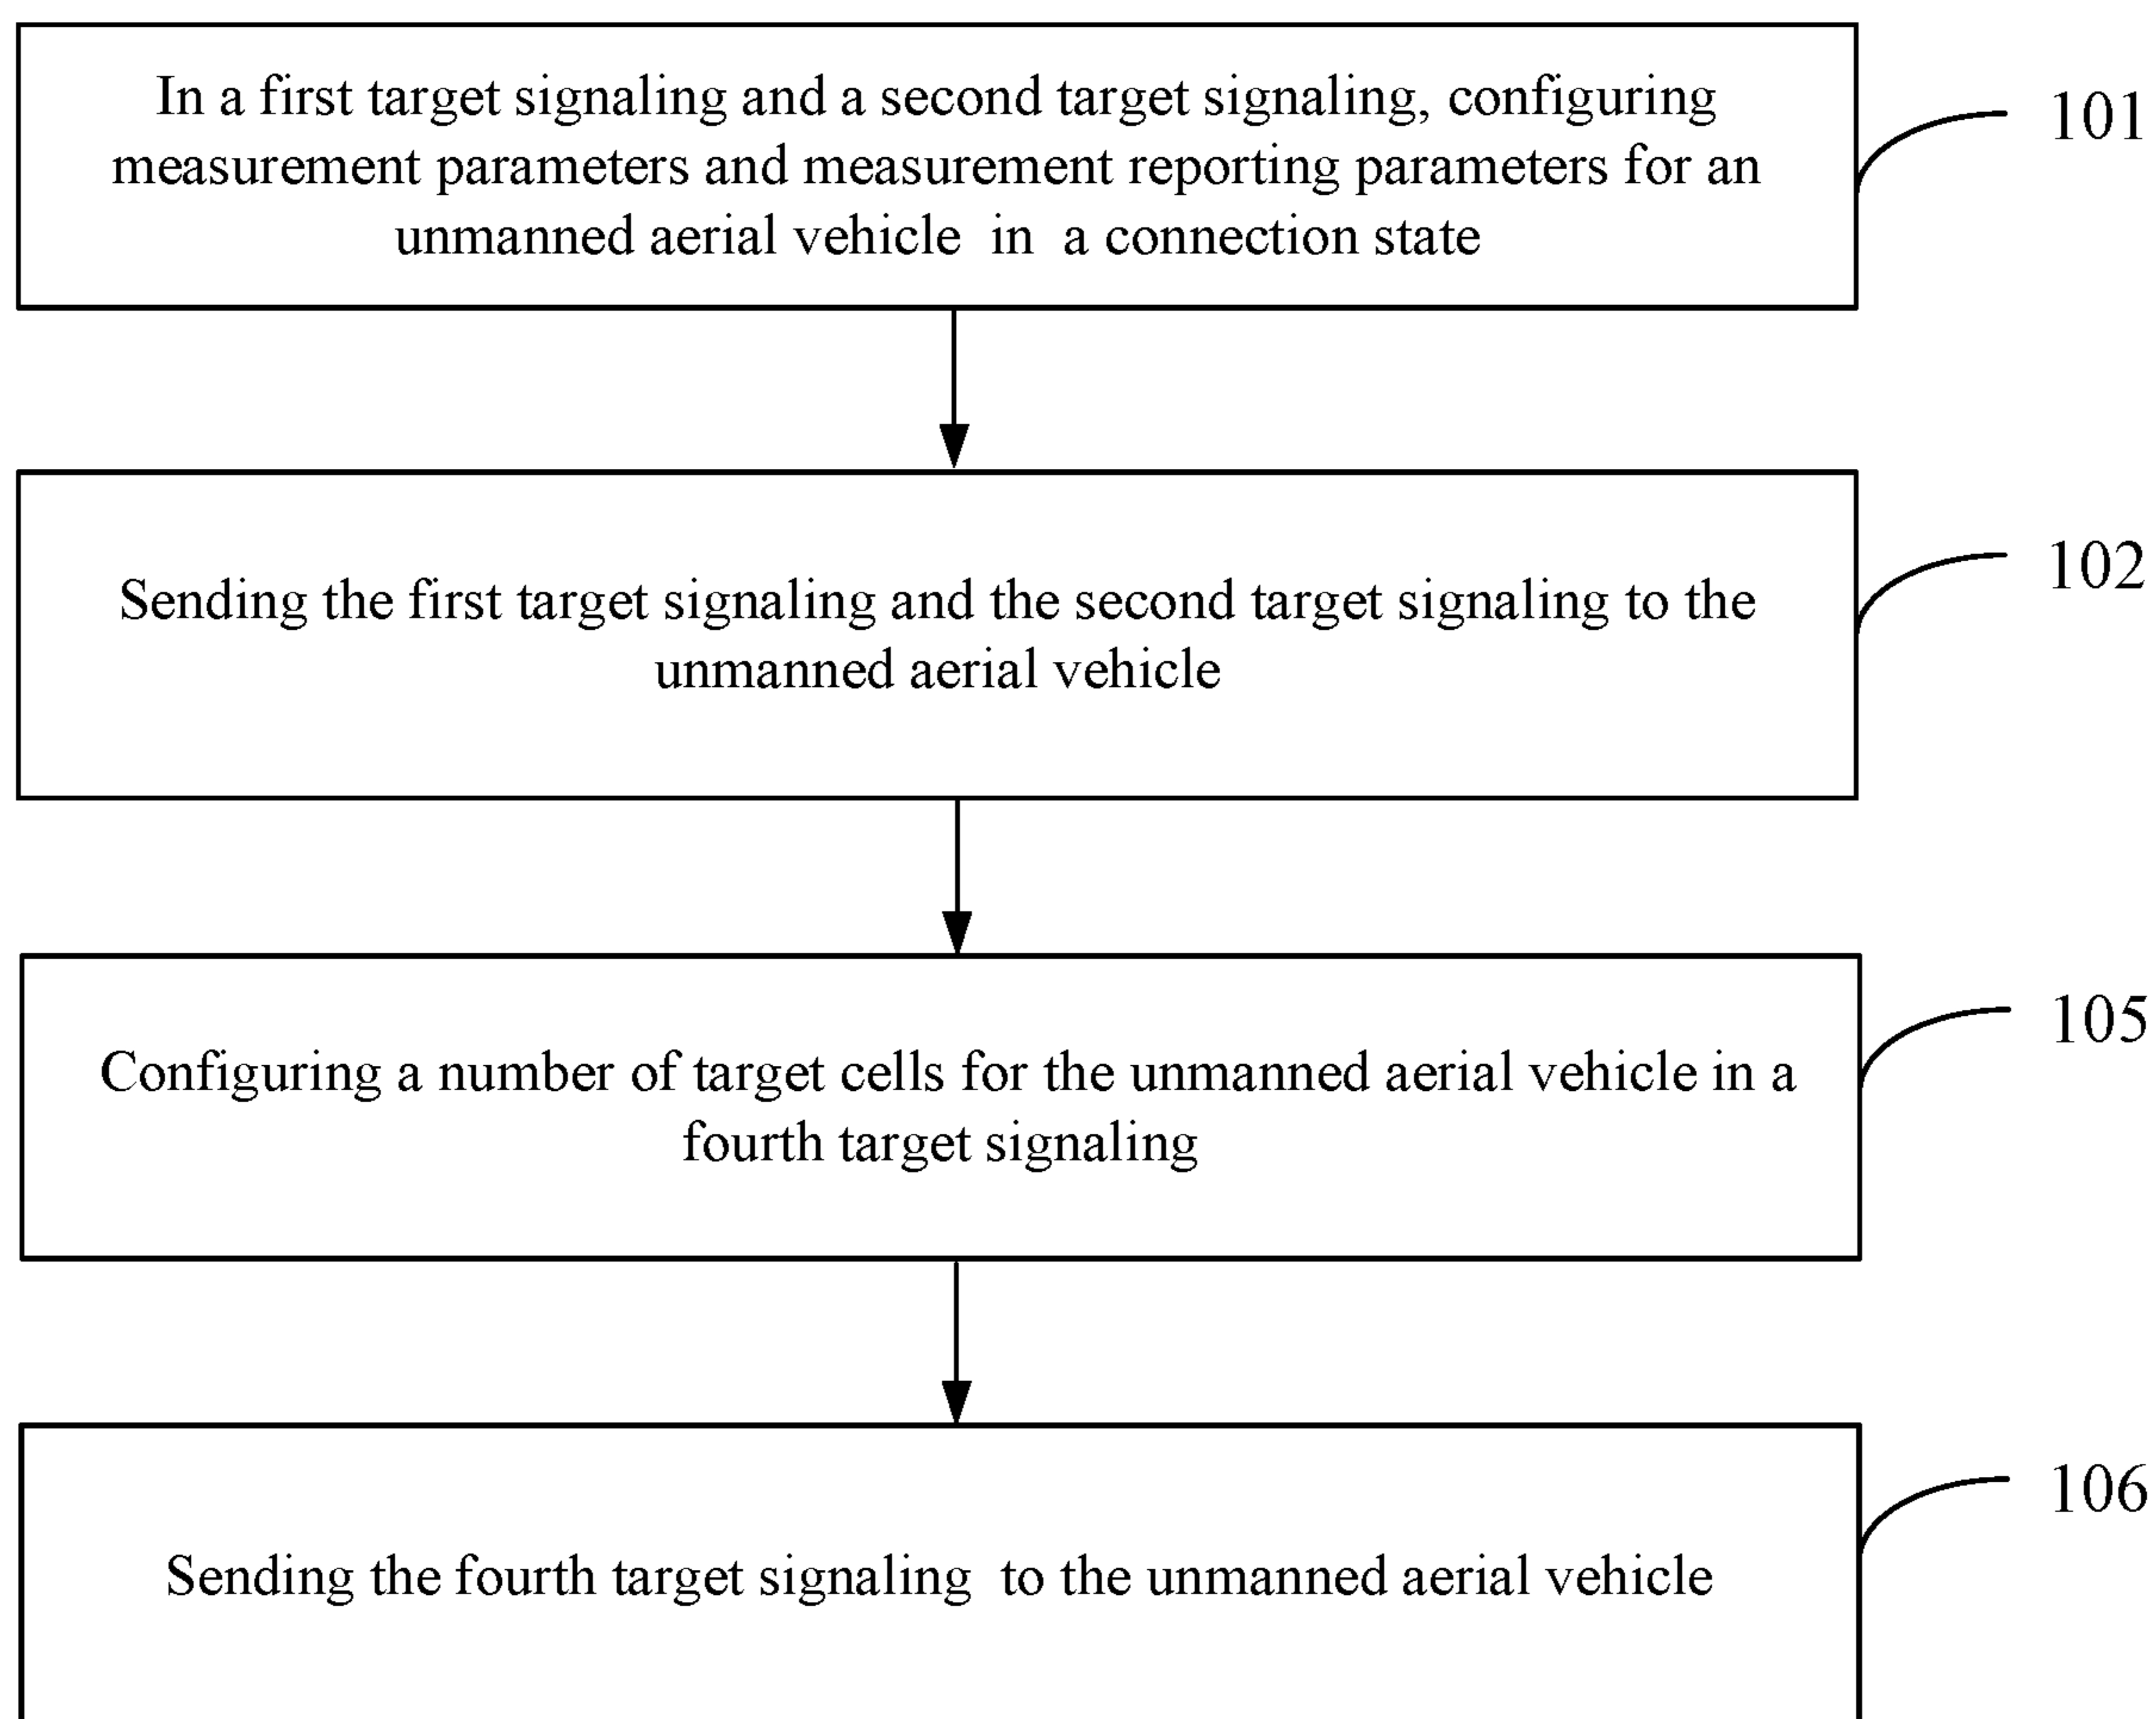 In a first target signaling and a second target signaling, configuring
measurement parameters and measurement reporting parameters for an
unmanned aerial vehicle in a connection state
101
Sending the first target signaling and the second target signaling to the
unmanned aerial vehicle
102
Configuring a number of target cells for the unmanned aerial vehicle in a
fourth target signaling
105
Sending the fourth target signaling to the unmanned aerial vehicle
106